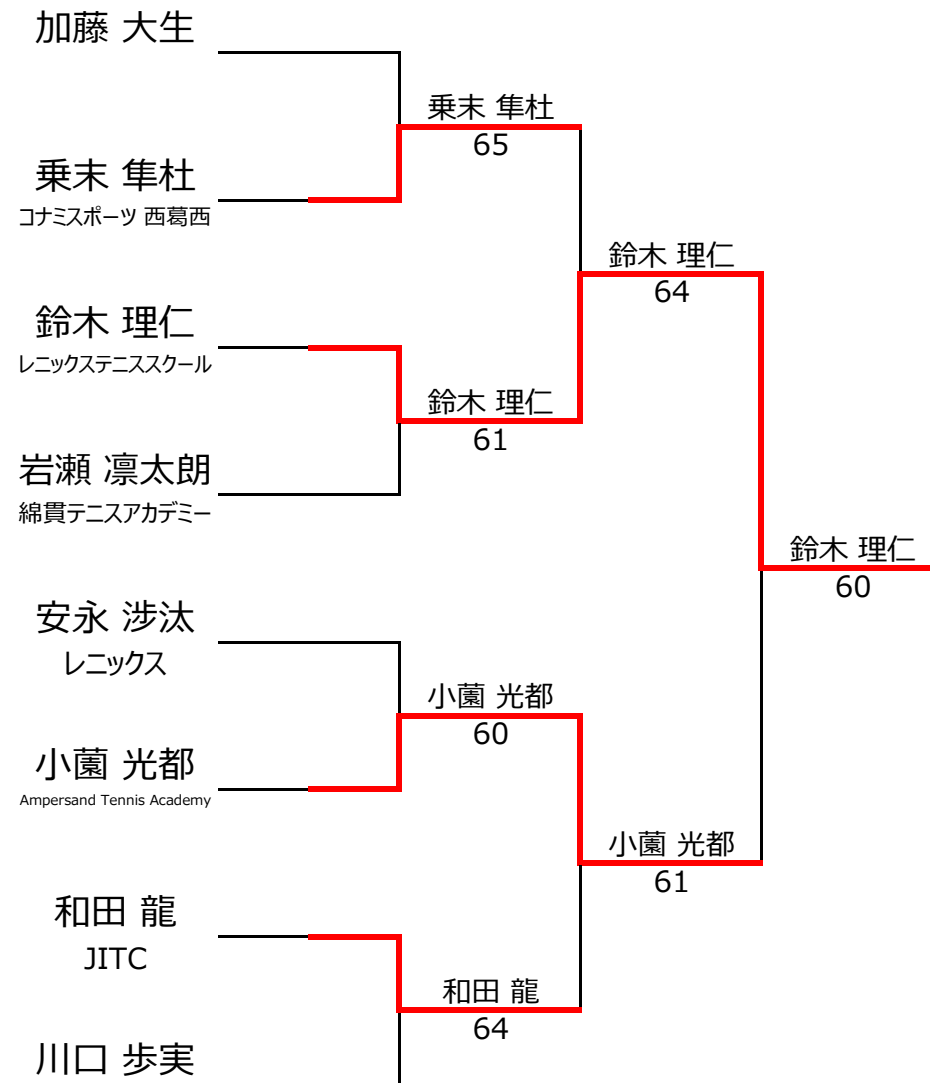 加藤 大生
乗末 隼杜
65
乗末 隼杜
コナミスポーツ 西葛西
鈴木 理仁
64
鈴木 理仁
レニックステニススクール
鈴木 理仁
61
岩瀬 凛太朗
綿貫テニスアカデミー
鈴木 理仁
60
安永 渉汰
レニックス
小薗 光都
60
小薗 光都
Ampersand Tennis Academy
小薗 光都
61
和田 龍
JITC
和田 龍
64
川口 歩実